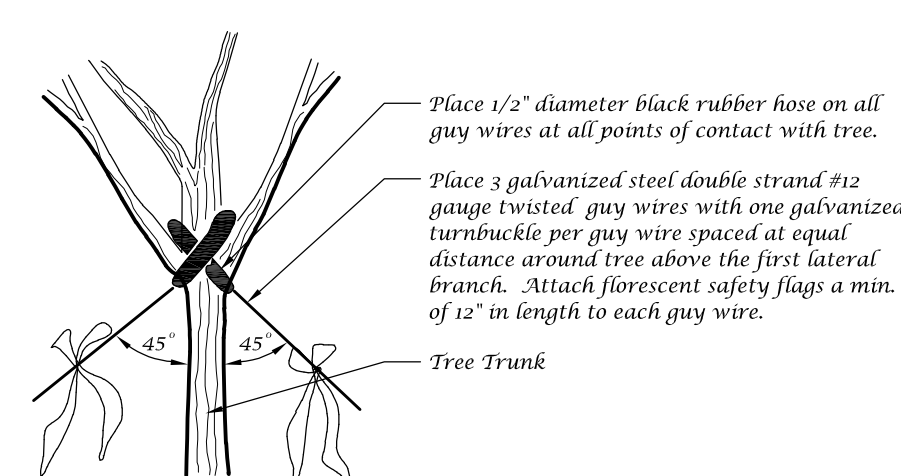 Place 1/2" diameter black rubber hose on all
guy wires at all points of contact with tree.
Place 3 galvanized steel double strand #12
gauge twisted guy wires with one galvanized
turnbuckle per guy wire spaced at equal
distance around tree above the first lateral
branch. Attach florescent safety flags a min.
of 12" in length to each guy wire.
45° 45°
Tree Trunk